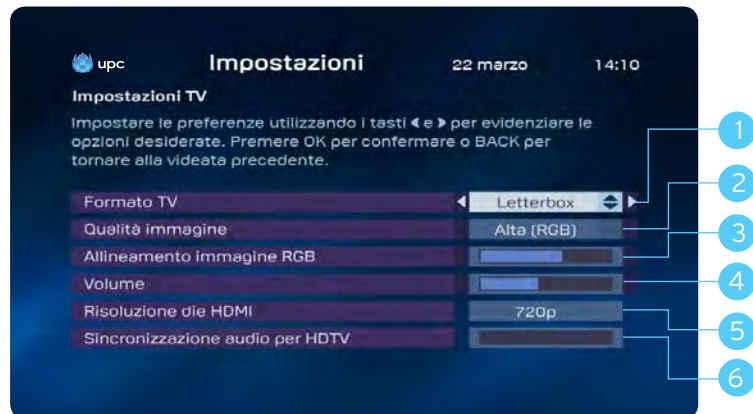 upc Impostazioni 22 marzo 14:10
Impostazioni TV
Impostare le preferenze utilizzando i tasti ◀ e ▶ per evidenziare le
opzioni desiderate. Premere OK per confermare o BACK per
tornare alla videata precedente.
Formato TV Letterbox
Qualità immagine Alta (RGB)
Allineamento immagine RGB
Volume
Risoluzione die HDMI 720p
Sincronizzazione audio per HDTV
1
2
3
4
5
6